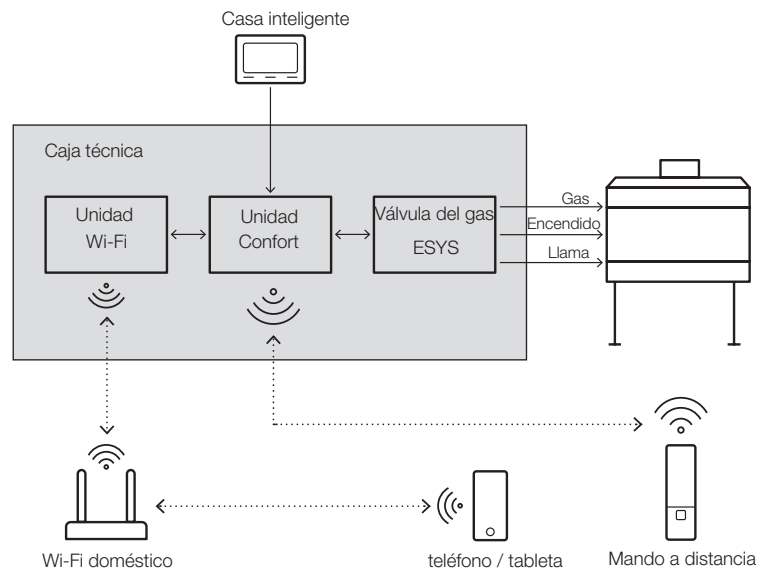 Casa inteligente
Caja técnica
Unidad
Wi-Fi
Unidad
Confort
Válvula del gas
ESYS
Gas
Encendido
Llama
Wi-Fi doméstico
teléfono / tableta
Mando a distancia